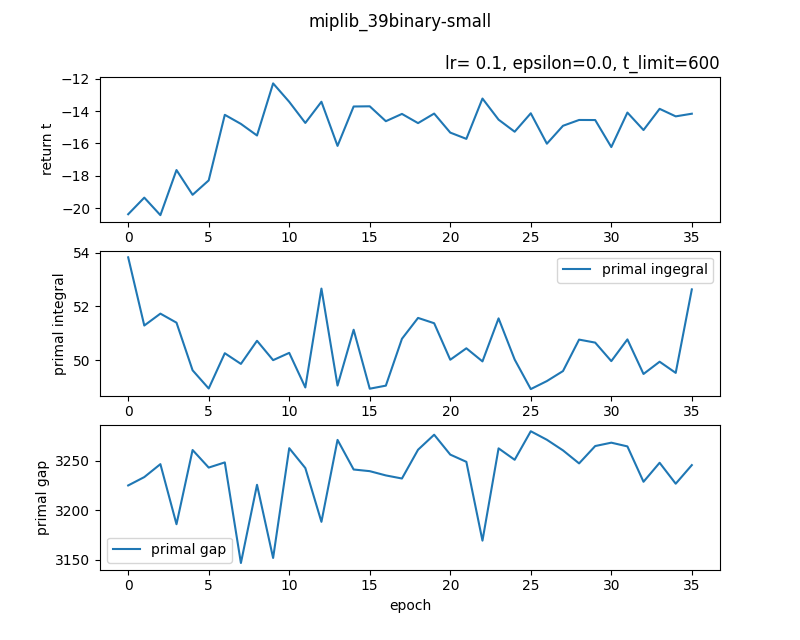 miplib_39binary-small
lr= 0.1, epsilon=0.0, t_limit=600
return t
−12
−14
−16
−18
−20
0 5 10 15 20 25 30 35
primal integral
54
52
50
primal ingegral
0 5 10 15 20 25 30 35
primal gap
3250
3200
3150
primal gap
0 5 10 15 20 25 30 35
epoch